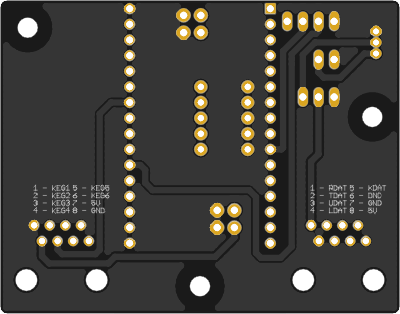 1 - KEG1 5 - KEG5
2 - KEG2 6 - KEG6
3 - KEG3 7 - 5V
4 - KEG4 8 - GND
1 - RDAT 5 - KDAT
2 - TDAT 6 - DND
3 - UDAT 7 - GND
4 - LDAT 8 - 5V